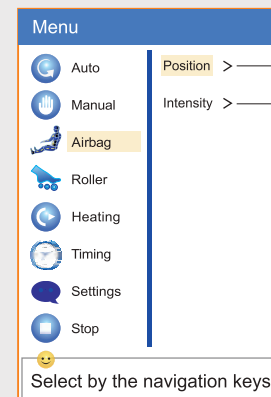 Menu
Auto
Position >
Manual
Intensity >
Airbag
Roller
Heating
Timing
Settings
Stop
Select by the navigation keys